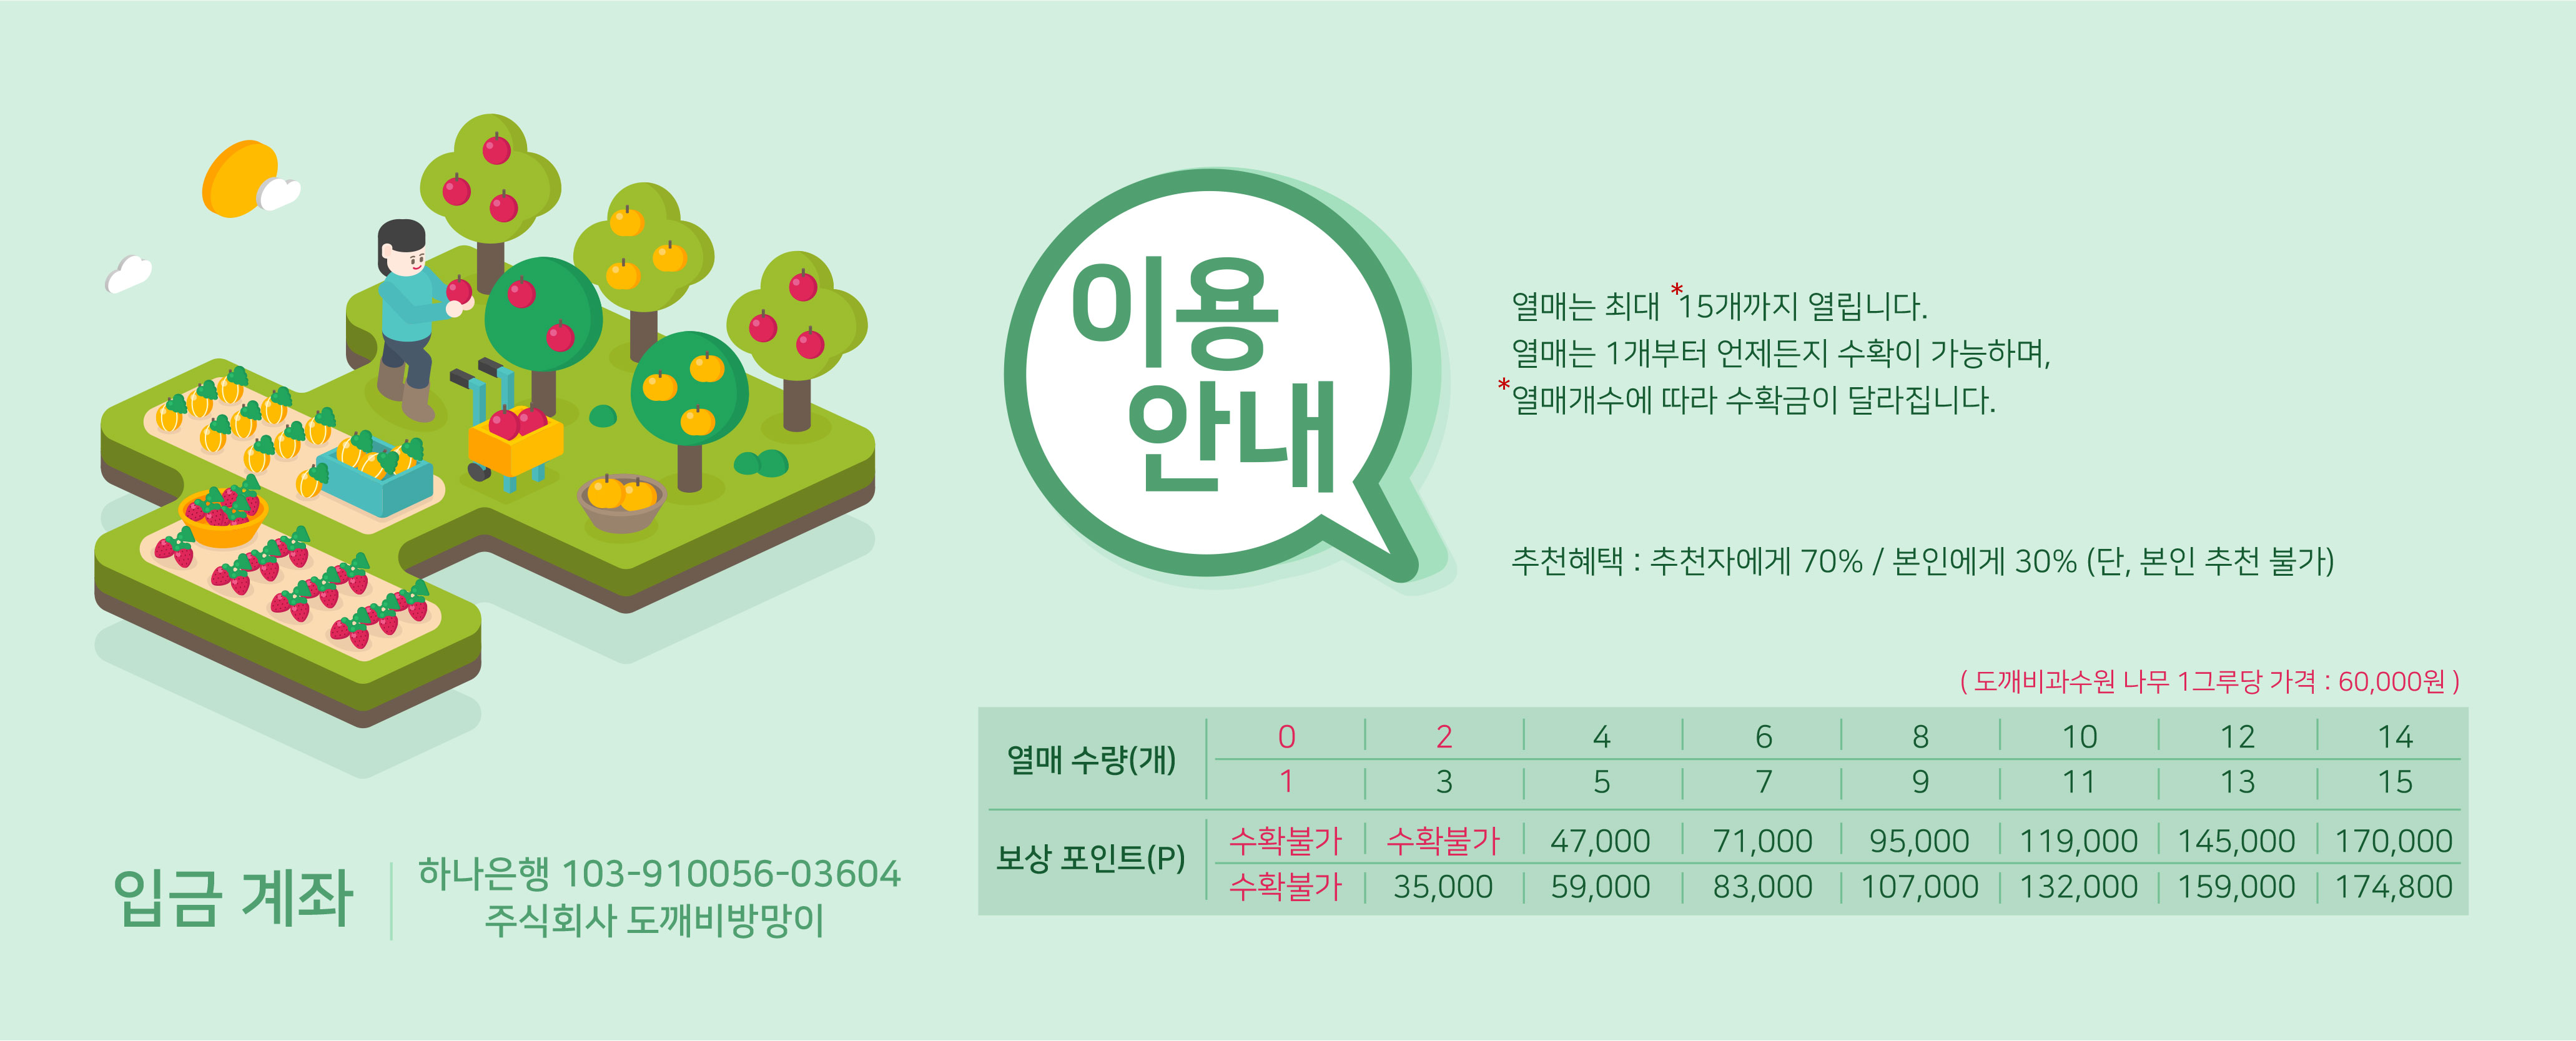 이용
안내
열매는 최대 *15개까지 열립니다.
열매는 1개부터 언제든지 수확이 가능하며,
*열매개수에 따라 수확금이 달라집니다.
추천혜택 : 추천자에게 70% / 본인에게 30% (단, 본인 추천 불가)
( 도깨비과수원 나무 1그루당 가격 : 60,000원 )
열매 수량(개)
0 2 4 6 8 10 12 14
1 3 5 7 9 11 13 15
보상 포인트(P)
수확불가 수확불가 47,000 71,000 95,000 119,000 145,000 170,000
수확불가 35,000 59,000 83,000 107,000 132,000 159,000 174,800
입금 계좌
하나은행 103-910056-03604
주식회사 도깨비방망이